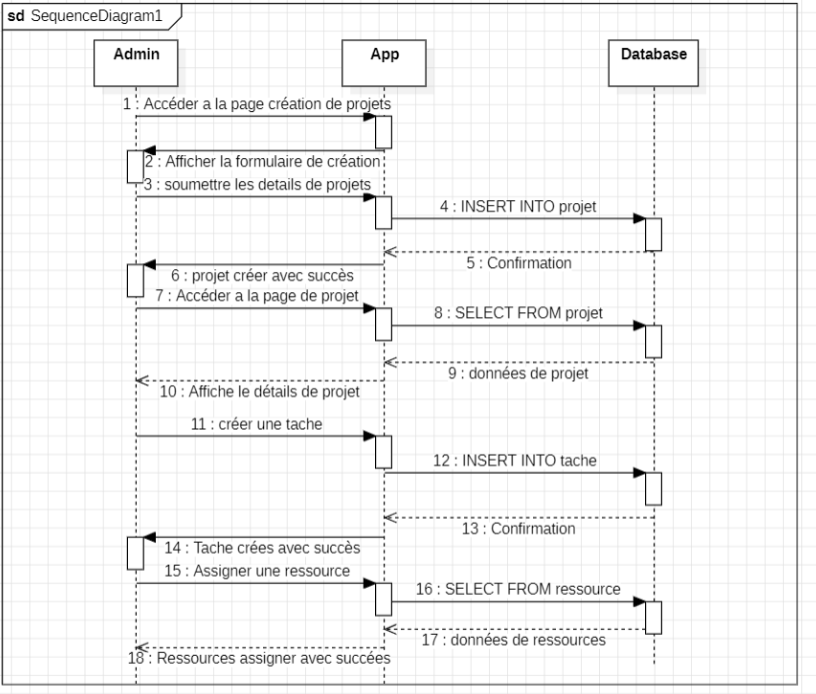 sd SequenceDiagram1
Admin
App
Database
1 : Accéder a la page création de projets
2 : Afficher la formulaire de création
3 : soumettre les details de projets
4 : INSERT INTO projet
5 : Confirmation
6 : projet créer avec succès
7 : Accéder a la page de projet
8 : SELECT FROM projet
9 : données de projet
10 : Affiche le détails de projet
11 : créer une tache
12 : INSERT INTO tache
13 : Confirmation
14 : Tache crées avec succès
15 : Assigner une ressource
16 : SELECT FROM ressource
17 : données de ressources
18 : Ressources assigner avec succées